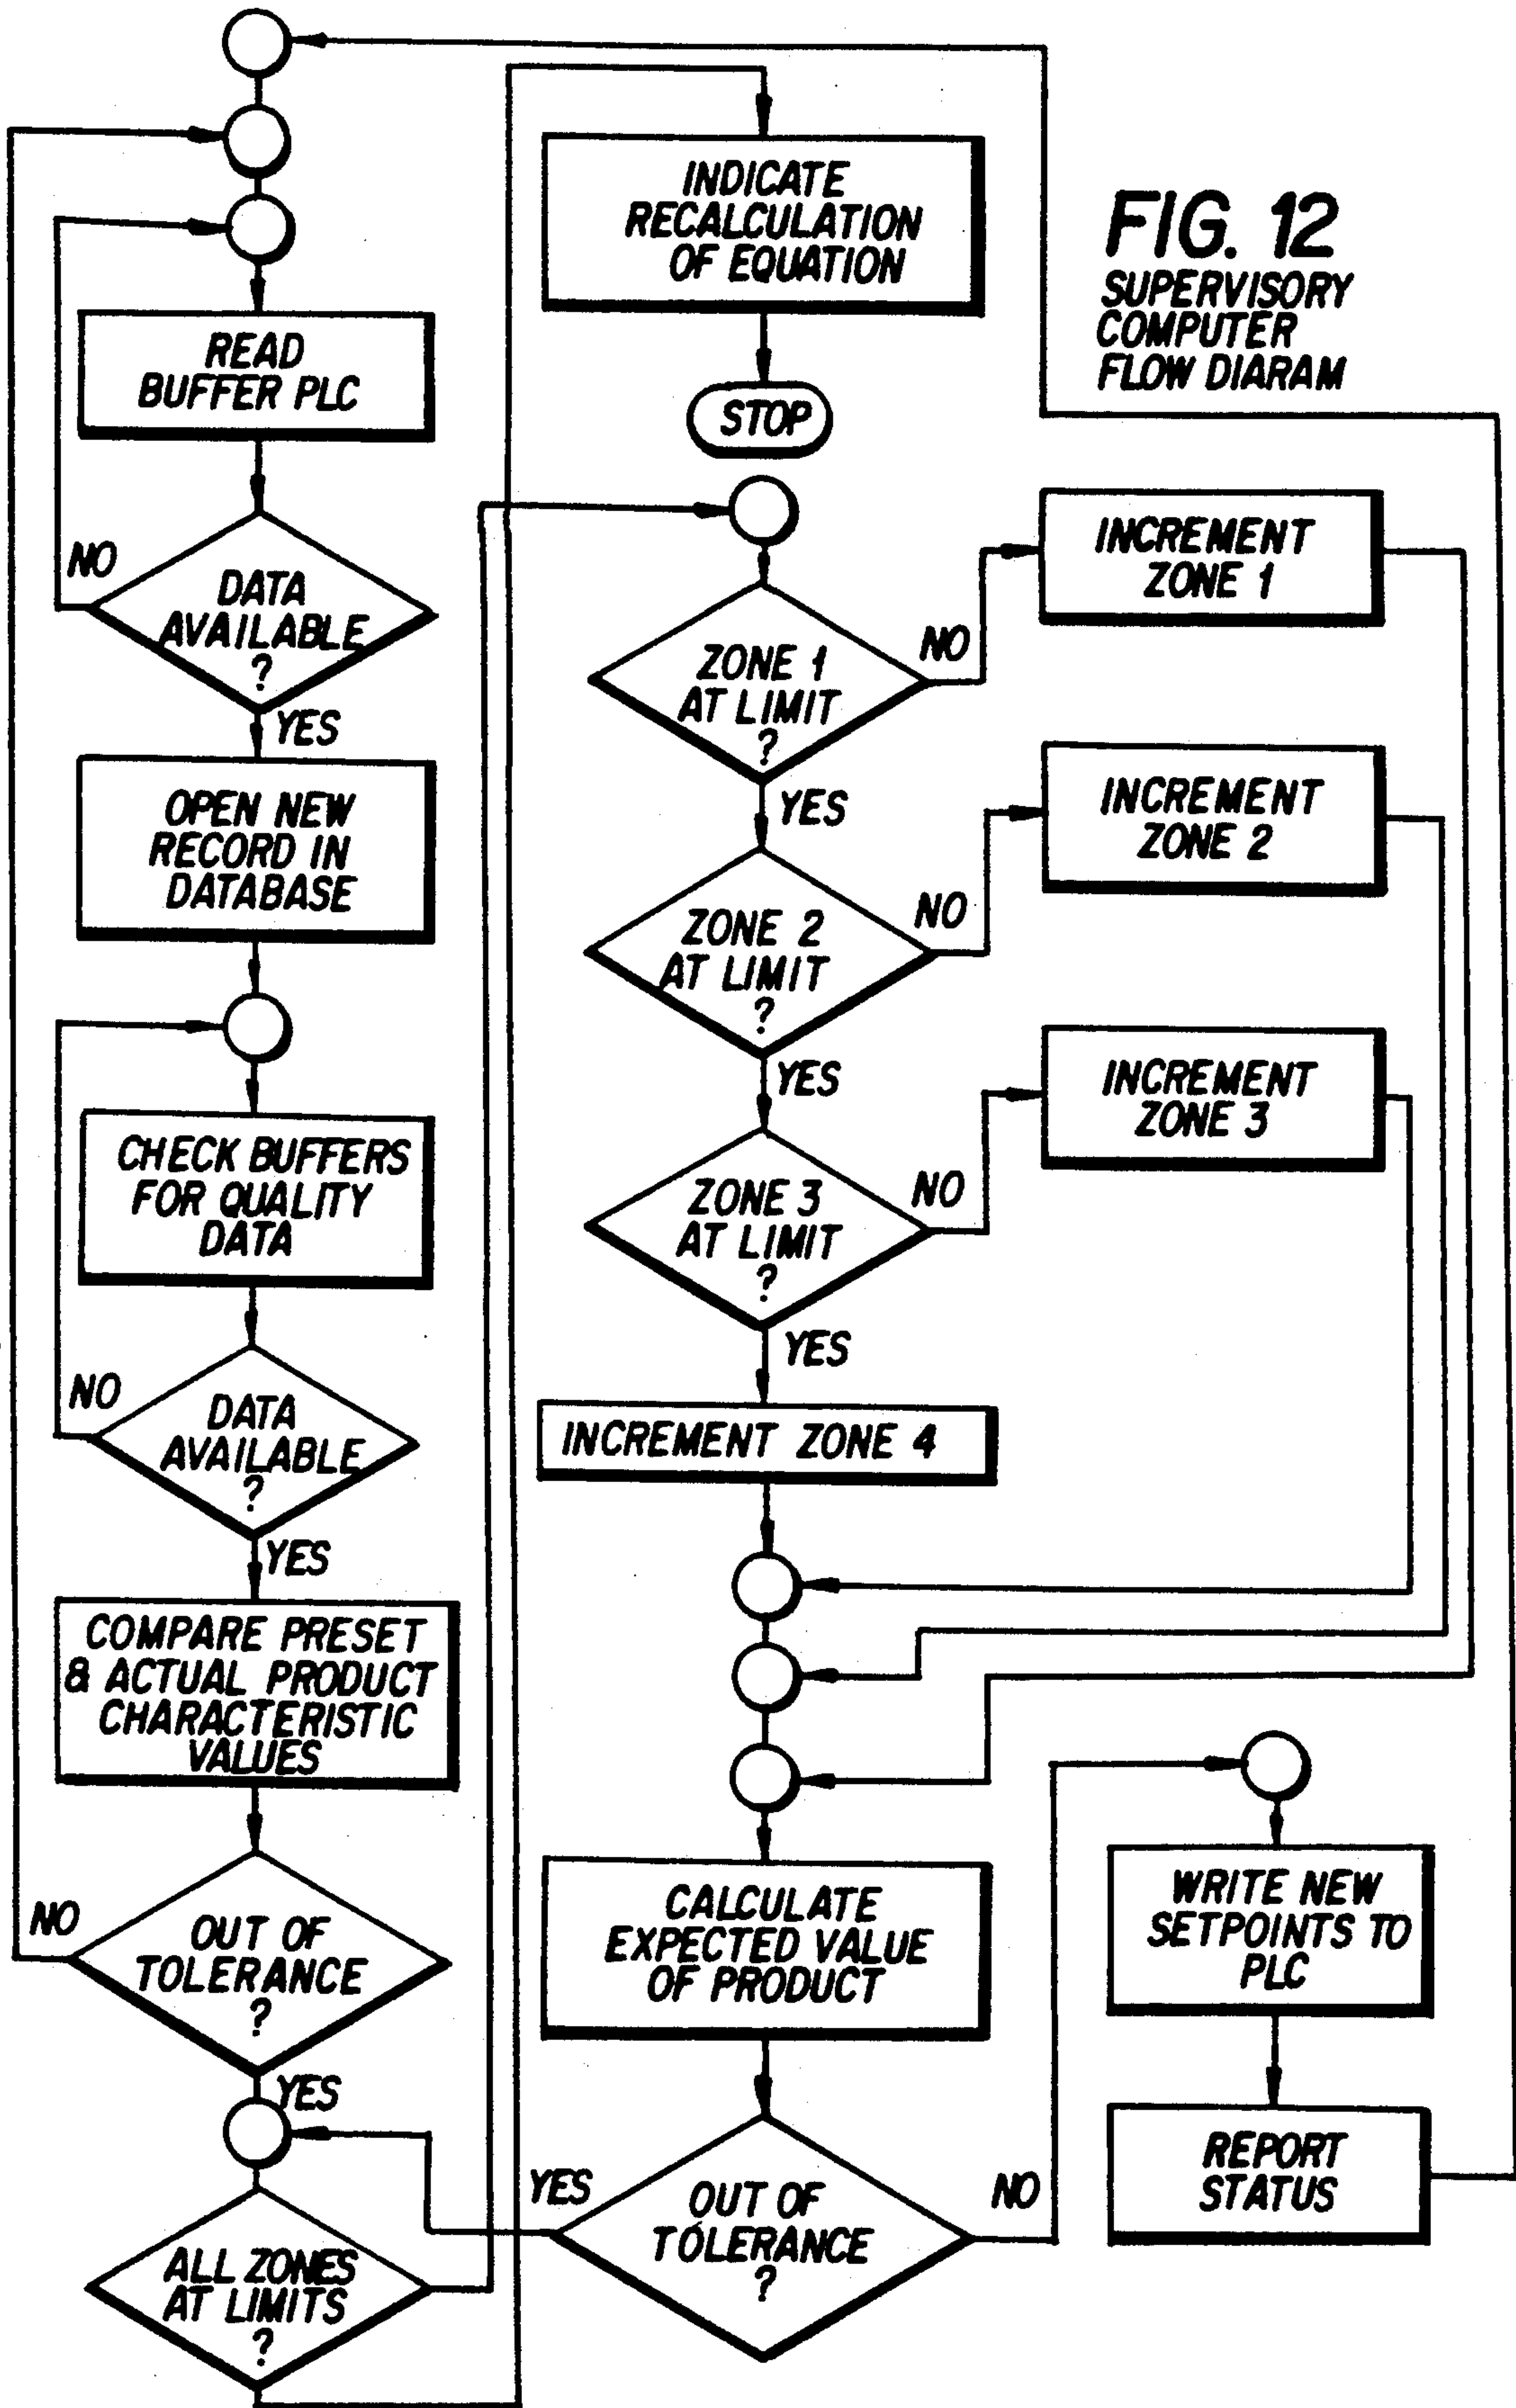 FIG. 12
SUPERVISORY
COMPUTER
FLOW DIARAM
READ
BUFFER PLC
NO
DATA
AVAILABLE
?
YES
OPEN NEW
RECORD IN
DATABASE
CHECK BUFFERS
FOR QUALITY
DATA
NO
DATA
AVAILABLE
?
YES
COMPARE PRESET
& ACTUAL PRODUCT
CHARACTERISTIC
VALUES
NO
OUT OF
TOLERANCE
?
YES
ALL ZONES
AT LIMITS
?
INDICATE
RECALCULATION
OF EQUATION
STOP
ZONE 1
AT LIMIT
?
NO
INCREMENT
ZONE 1
YES
ZONE 2
AT LIMIT
?
NO
INCREMENT
ZONE 2
YES
ZONE 3
AT LIMIT
?
NO
INCREMENT
ZONE 3
YES
INCREMENT ZONE 4
CALCULATE
EXPECTED VALUE
OF PRODUCT
YES
OUT OF
TOLERANCE
?
NO
WRITE NEW
SETPOINTS TO
PLC
REPORT
STATUS